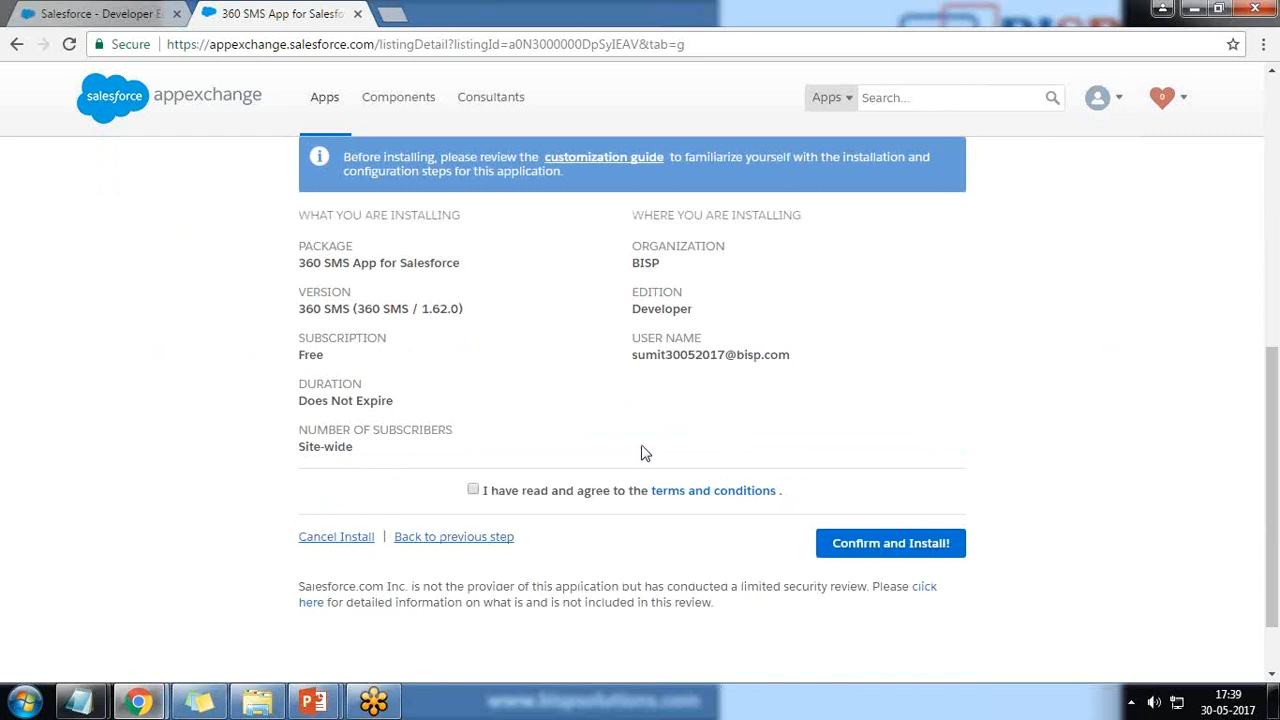 Salesforce - Developer E
360 SMS App for Salesfo
BISP
Secure
https://appexchange.salesforce.com/listingDetail?listingId=a0N3000000DpSyIEAV&tab=g
salesforce
appexchange
Apps
Components
Consultants
Apps
Search...
0
Before installing, please review the customization guide to familiarize yourself with the installation and
configuration steps for this application.
WHAT YOU ARE INSTALLING
WHERE YOU ARE INSTALLING
PACKAGE
360 SMS App for Salesforce
ORGANIZATION
BISP
VERSION
360 SMS (360 SMS / 1.62.0)
EDITION
Developer
SUBSCRIPTION
Free
USER NAME
sumit30052017@bisp.com
DURATION
Does Not Expire
NUMBER OF SUBSCRIBERS
Site-wide
I have read and agree to the terms and conditions .
Cancel Install | Back to previous step
Confirm and Install!
Salesforce.com Inc. is not the provider of this application but has conducted a limited security review. Please click
here for detailed information on what is and is not included in this review.
www.bispsolutions.com
17:39
30-05-2017